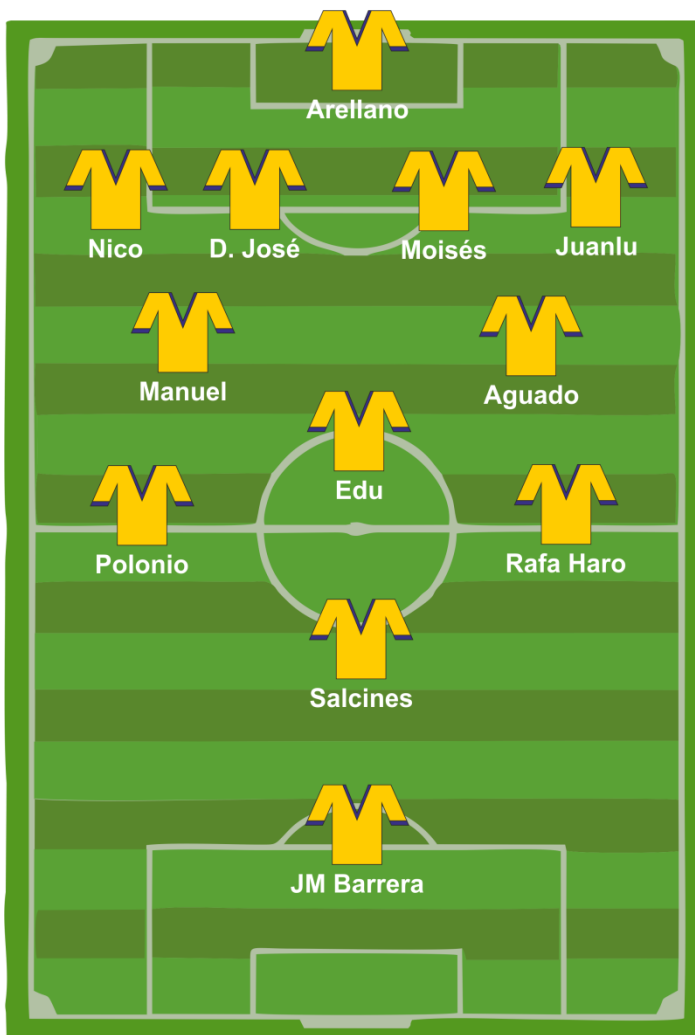 Arellano
Nico
D. José
Moisés
Juanlu
Manuel
Aguado
Edu
Polonio
Rafa Haro
Salcines
JM Barrera